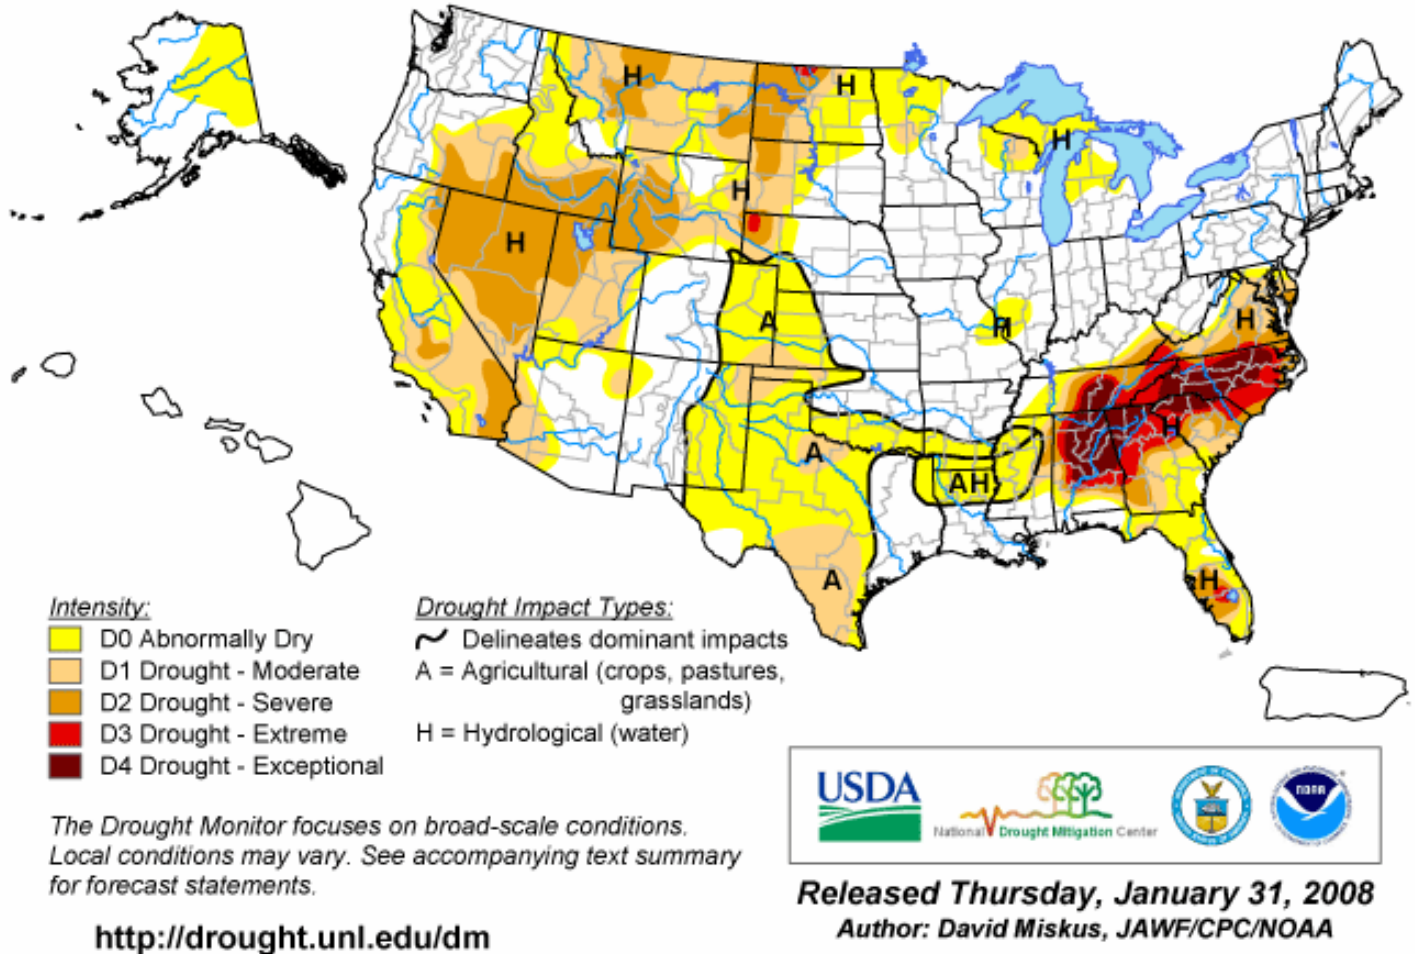 H
H
H
H
H
A
H
H
H
A
AH
A
H
Intensity:
D0 Abnormally Dry
D1 Drought - Moderate
D2 Drought - Severe
D3 Drought - Extreme
D4 Drought - Exceptional
Drought Impact Types:
Delineates dominant impacts
A = Agricultural (crops, pastures,
grasslands)
H = Hydrological (water)
USDA
National Drought Mitigation Center
NOAA
The Drought Monitor focuses on broad-scale conditions.
Local conditions may vary. See accompanying text summary
for forecast statements.
http://drought.unl.edu/dm
Released Thursday, January 31, 2008
Author: David Miskus, JAWF/CPC/NOAA